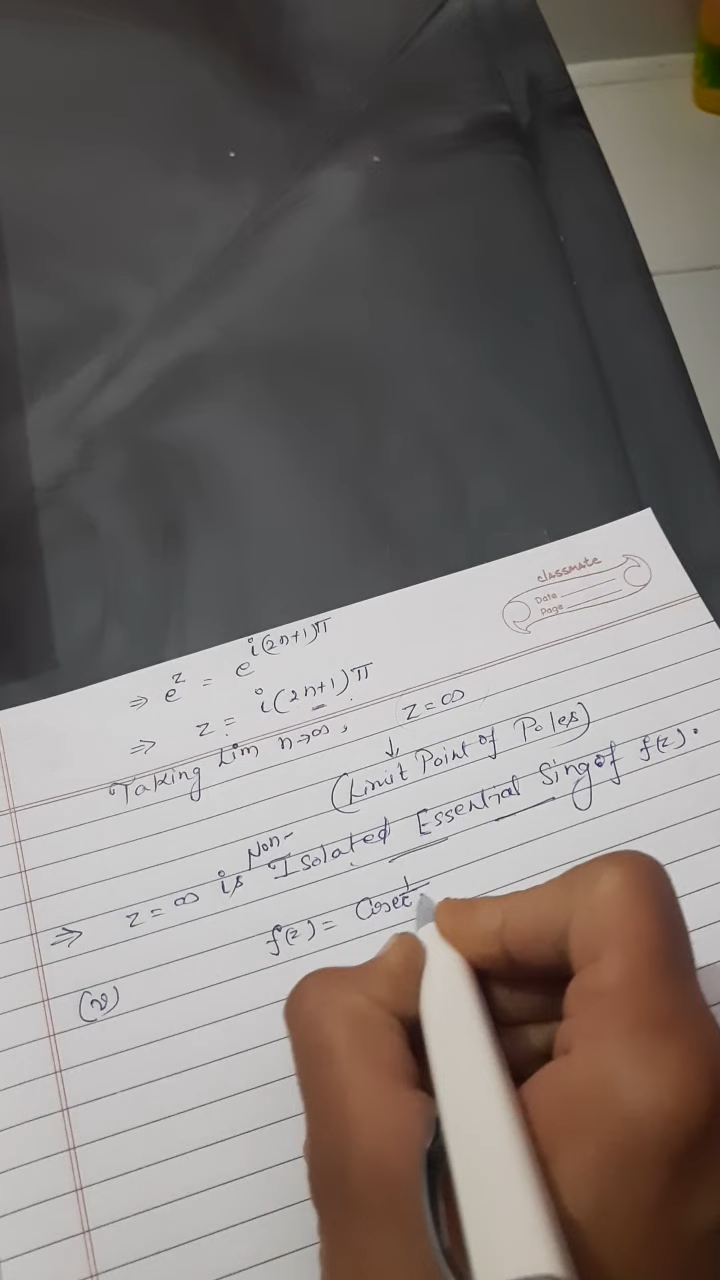 classmate
Date
Page
⇒ e^z = e^{i(2n+1)π}
⇒ z = i(2n+1)π
Taking Lim n→∞, z = ∞
↓
(Limit Point of Poles)
⇒ z = ∞ is Non-Isolated Essential Sing of f(z).
(v) f(z) = Cosec 1/